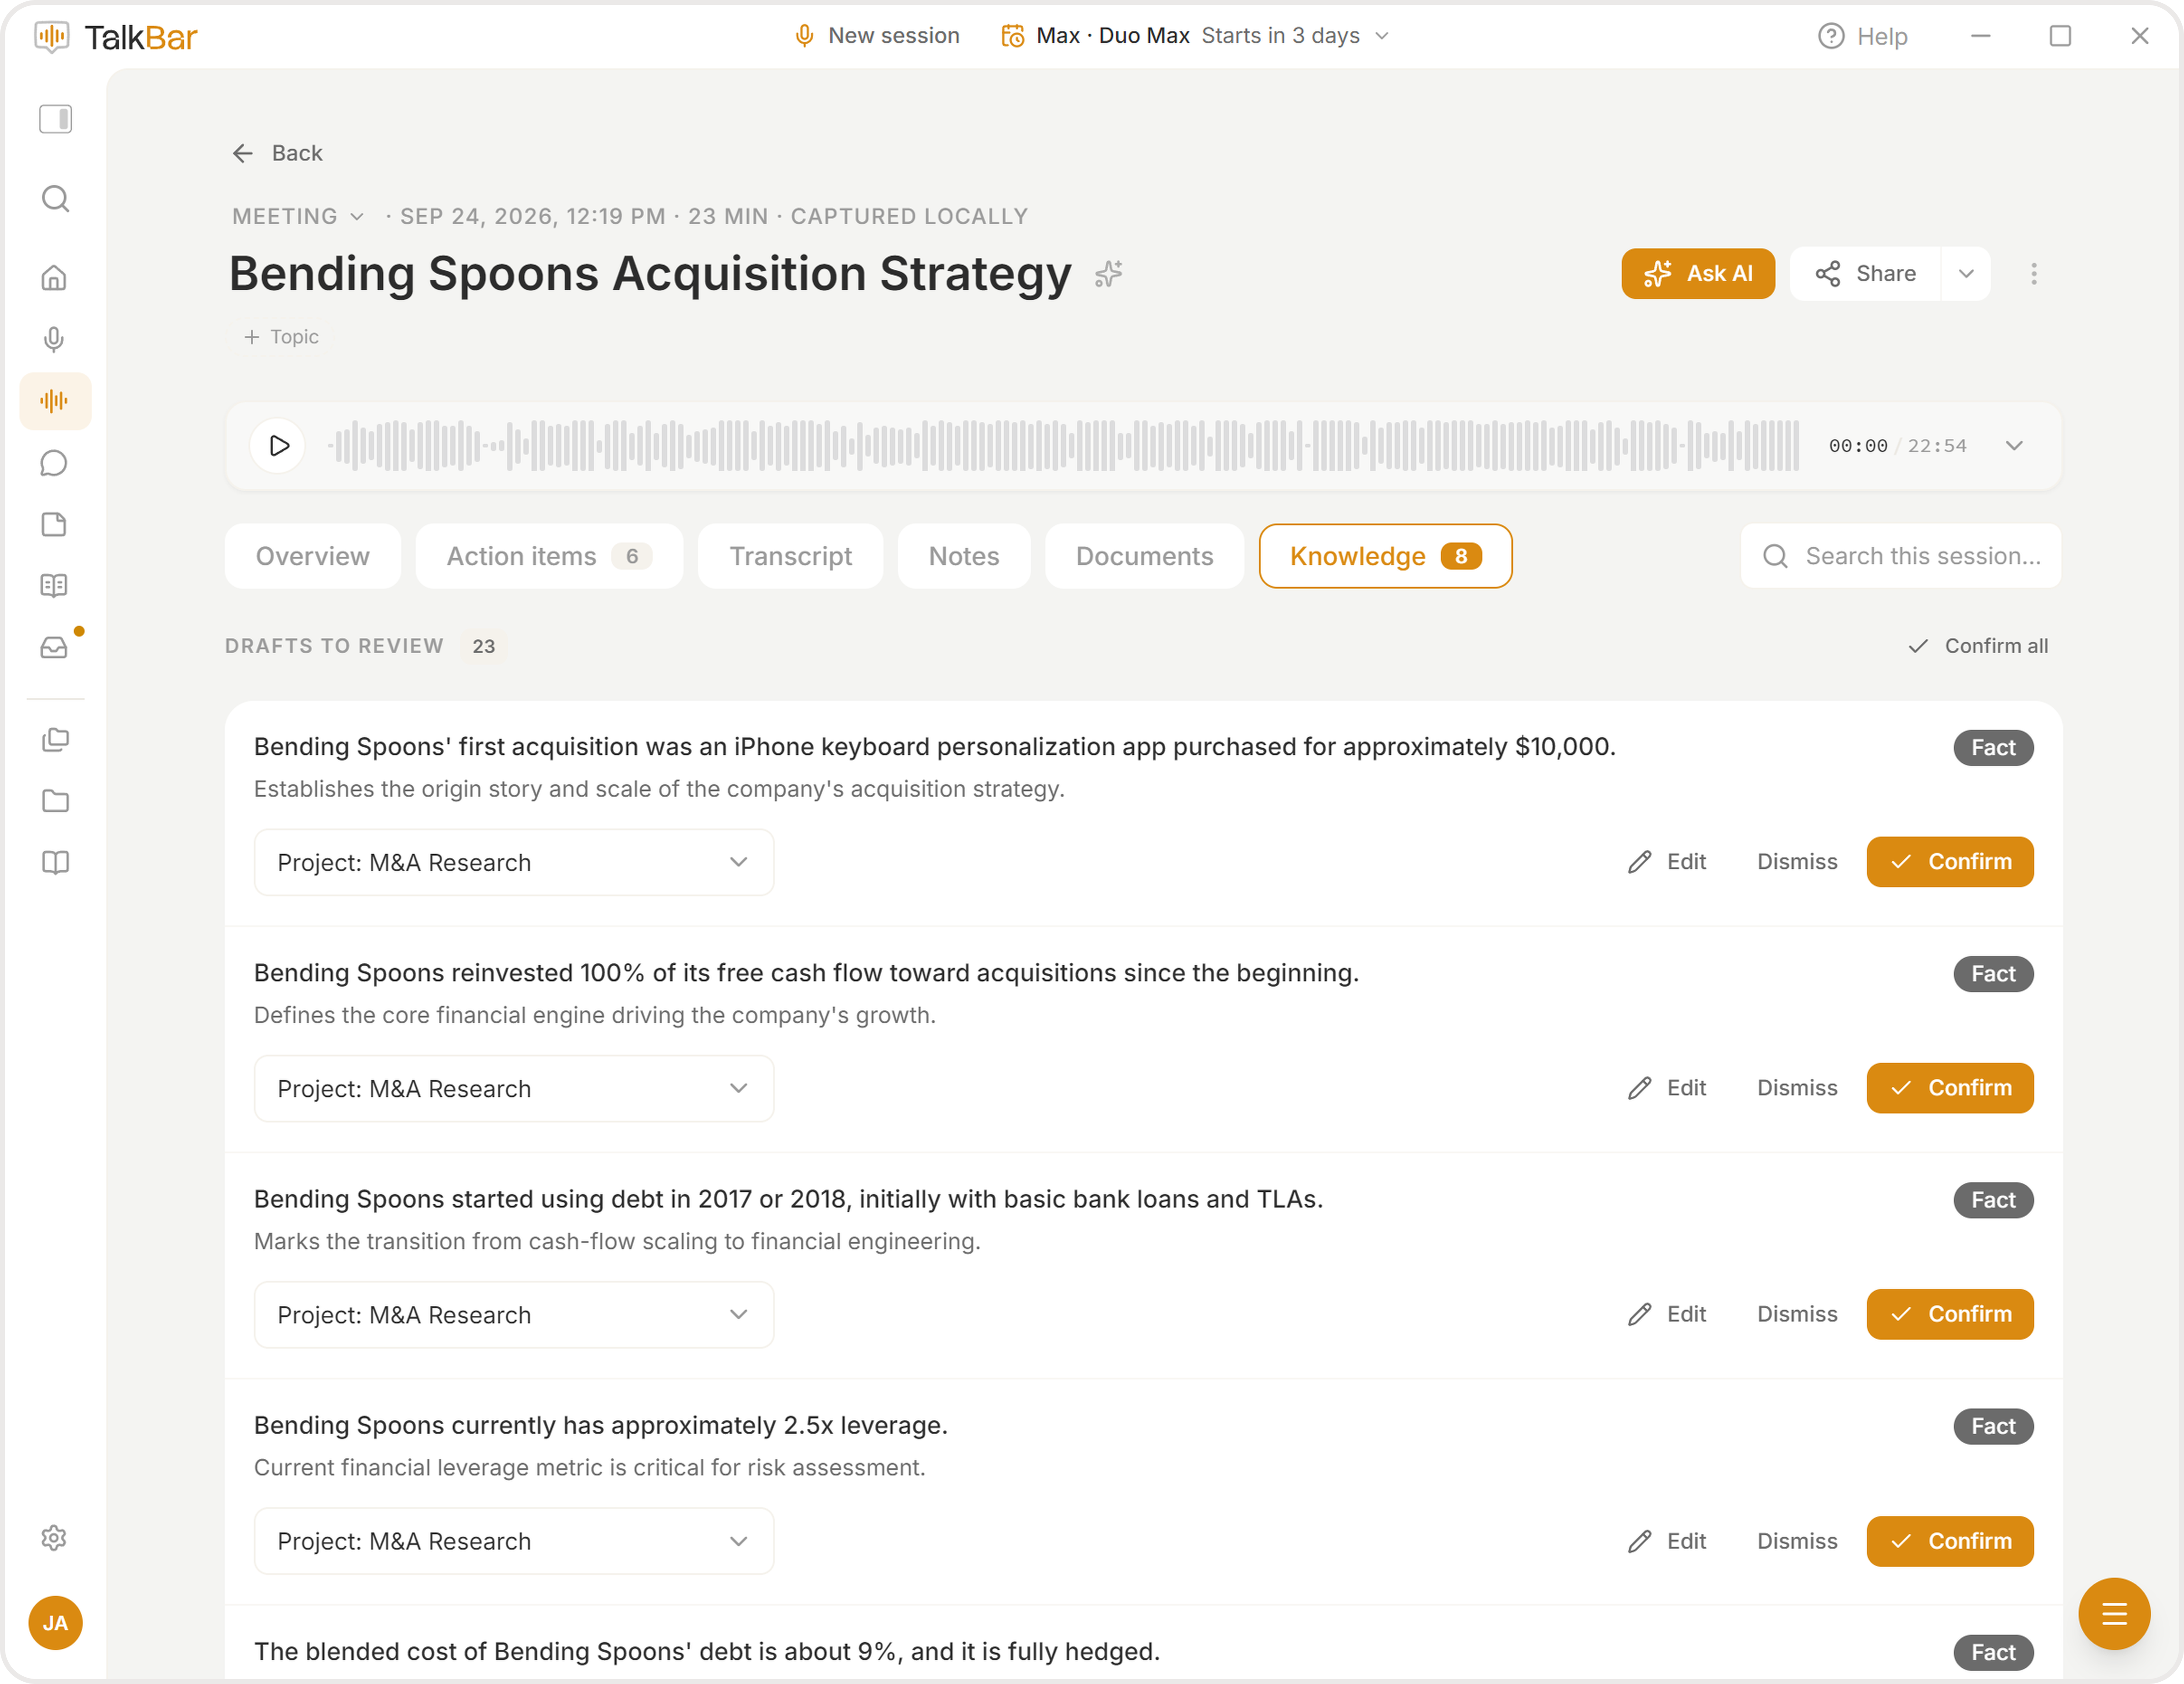 TalkBar
New session
Max · Duo Max Starts in 3 days
Help
Back
MEETING · SEP 24, 2026, 12:19 PM · 23 MIN · CAPTURED LOCALLY
Bending Spoons Acquisition Strategy
Ask AI
Share
+ Topic
00:00 / 22:54
Overview
Action items 6
Transcript
Notes
Documents
Knowledge 8
Search this session...
DRAFTS TO REVIEW 23
Confirm all
Bending Spoons' first acquisition was an iPhone keyboard personalization app purchased for approximately $10,000.
Fact
Establishes the origin story and scale of the company's acquisition strategy.
Project: M&A Research
Edit
Dismiss
Confirm
Bending Spoons reinvested 100% of its free cash flow toward acquisitions since the beginning.
Fact
Defines the core financial engine driving the company's growth.
Project: M&A Research
Edit
Dismiss
Confirm
Bending Spoons started using debt in 2017 or 2018, initially with basic bank loans and TLAs.
Fact
Marks the transition from cash-flow scaling to financial engineering.
Project: M&A Research
Edit
Dismiss
Confirm
Bending Spoons currently has approximately 2.5x leverage.
Fact
Current financial leverage metric is critical for risk assessment.
Project: M&A Research
Edit
Dismiss
Confirm
The blended cost of Bending Spoons' debt is about 9%, and it is fully hedged.
Fact
JA